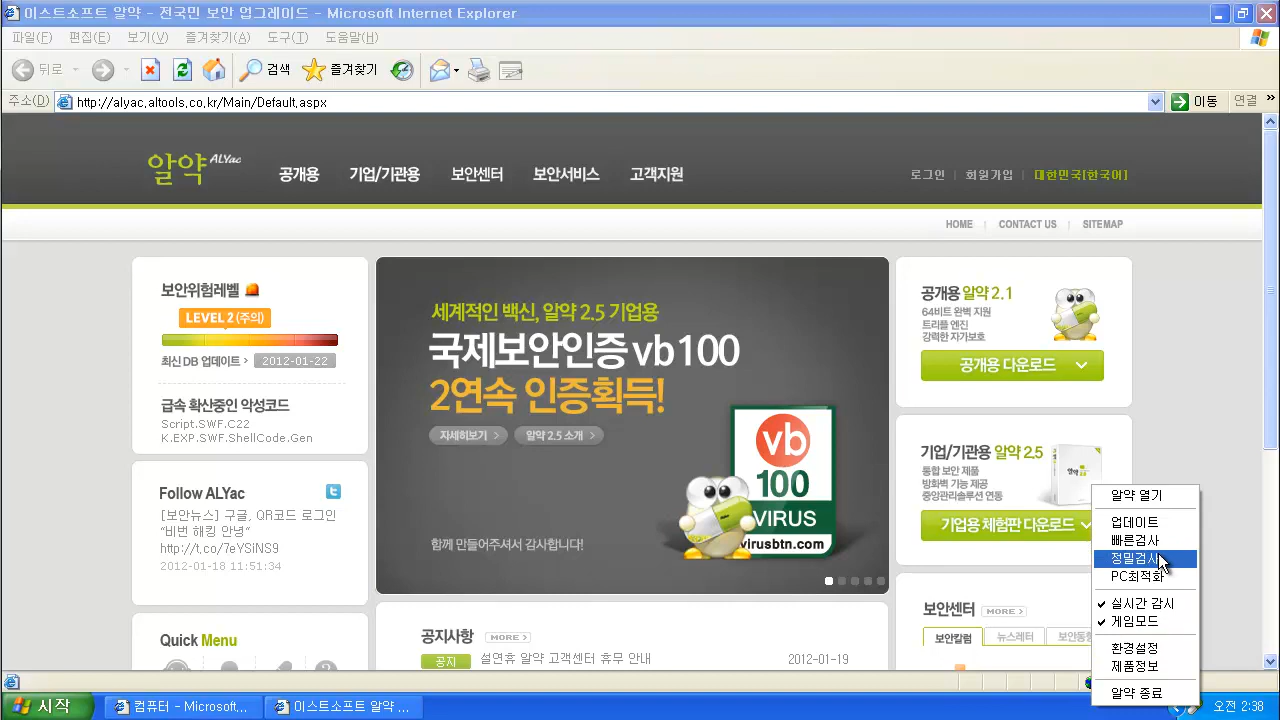 이스트소프트 알약 - 전국민 보안 업그레이드 - Microsoft Internet Explorer
파일(F) 편집(E) 보기(V) 즐겨찾기(A) 도구(T) 도움말(H)
뒤로 검색 즐겨찾기
주소(D) http://alyac.altools.co.kr/Main/Default.aspx 이동 연결 »
알약 ALYac 공개용 기업/기관용 보안센터 보안서비스 고객지원 로그인 | 회원가입 | 대한민국[한국어]
HOME | CONTACT US | SITEMAP
보안위험레벨
LEVEL 2 (주의)
최신 DB 업데이트 > 2012-01-22
급속 확산중인 악성코드
Script.SWF.C22
K.EXP.SWF.ShellCode.Gen
Follow ALYac
[보안뉴스] 구글, QR코드 로그인
"비번 해킹 안녕"
http://t.co/7eYSlNS9
2012-01-18 11:51:34
Quick Menu
세계적인 백신, 알약 2.5 기업용
국제보안인증 vb100
2연속 인증획득!
자세히보기 > 알약 2.5 소개 >
vb
100
VIRUS
virusbtn.com
함께 만들어주셔서 감사합니다!
공지사항 MORE >
공지 설연휴 알약 고객센터 휴무 안내 2012-01-19
공개용 알약 2.1
64비트 완벽 지원
트리플 엔진
강력한 자가보호
공개용 다운로드
기업/기관용 알약 2.5
통합 보안 제품
방화벽 기능 제공
중앙관리솔루션 연동
알약
기업용 체험판 다운로드
보안센터 MORE >
보안칼럼 뉴스레터 보안동향
알약 열기
업데이트
빠른검사
정밀검사
PC최적화
실시간 감시
게임모드
환경설정
제품정보
알약 종료
시작 컴퓨터 - Microsoft... 이스트소프트 알약 ... 오전 2:38